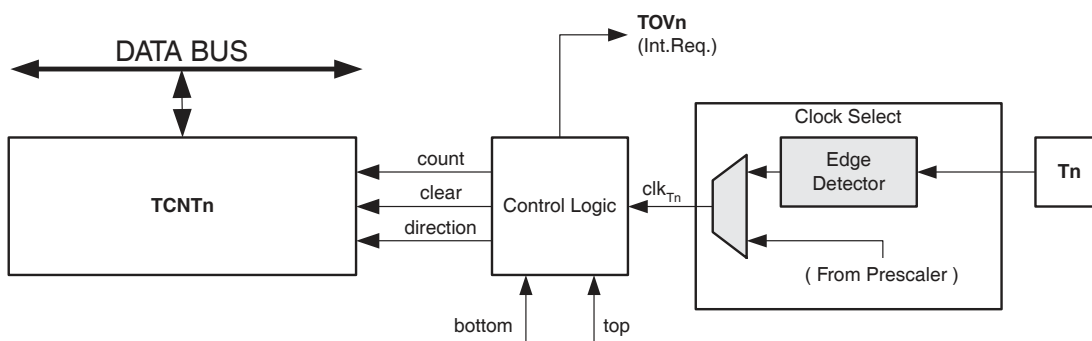 TOVn
(Int.Req.)
DATA BUS
Clock Select
count
clear
direction
TCNTn
Control Logic
clkTn
Edge
Detector
Tn
( From Prescaler )
bottom
top